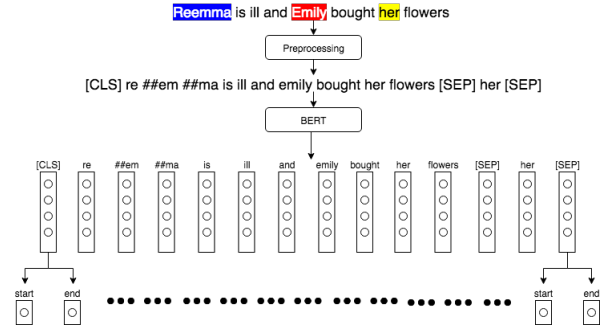 Reemma is ill and Emily bought her flowers
Preprocessing
[CLS] re ##em ##ma is ill and emily bought her flowers [SEP] her [SEP]
BERT
[CLS] re ##em ##ma is ill and emily bought her flowers [SEP] her [SEP]
start end start end